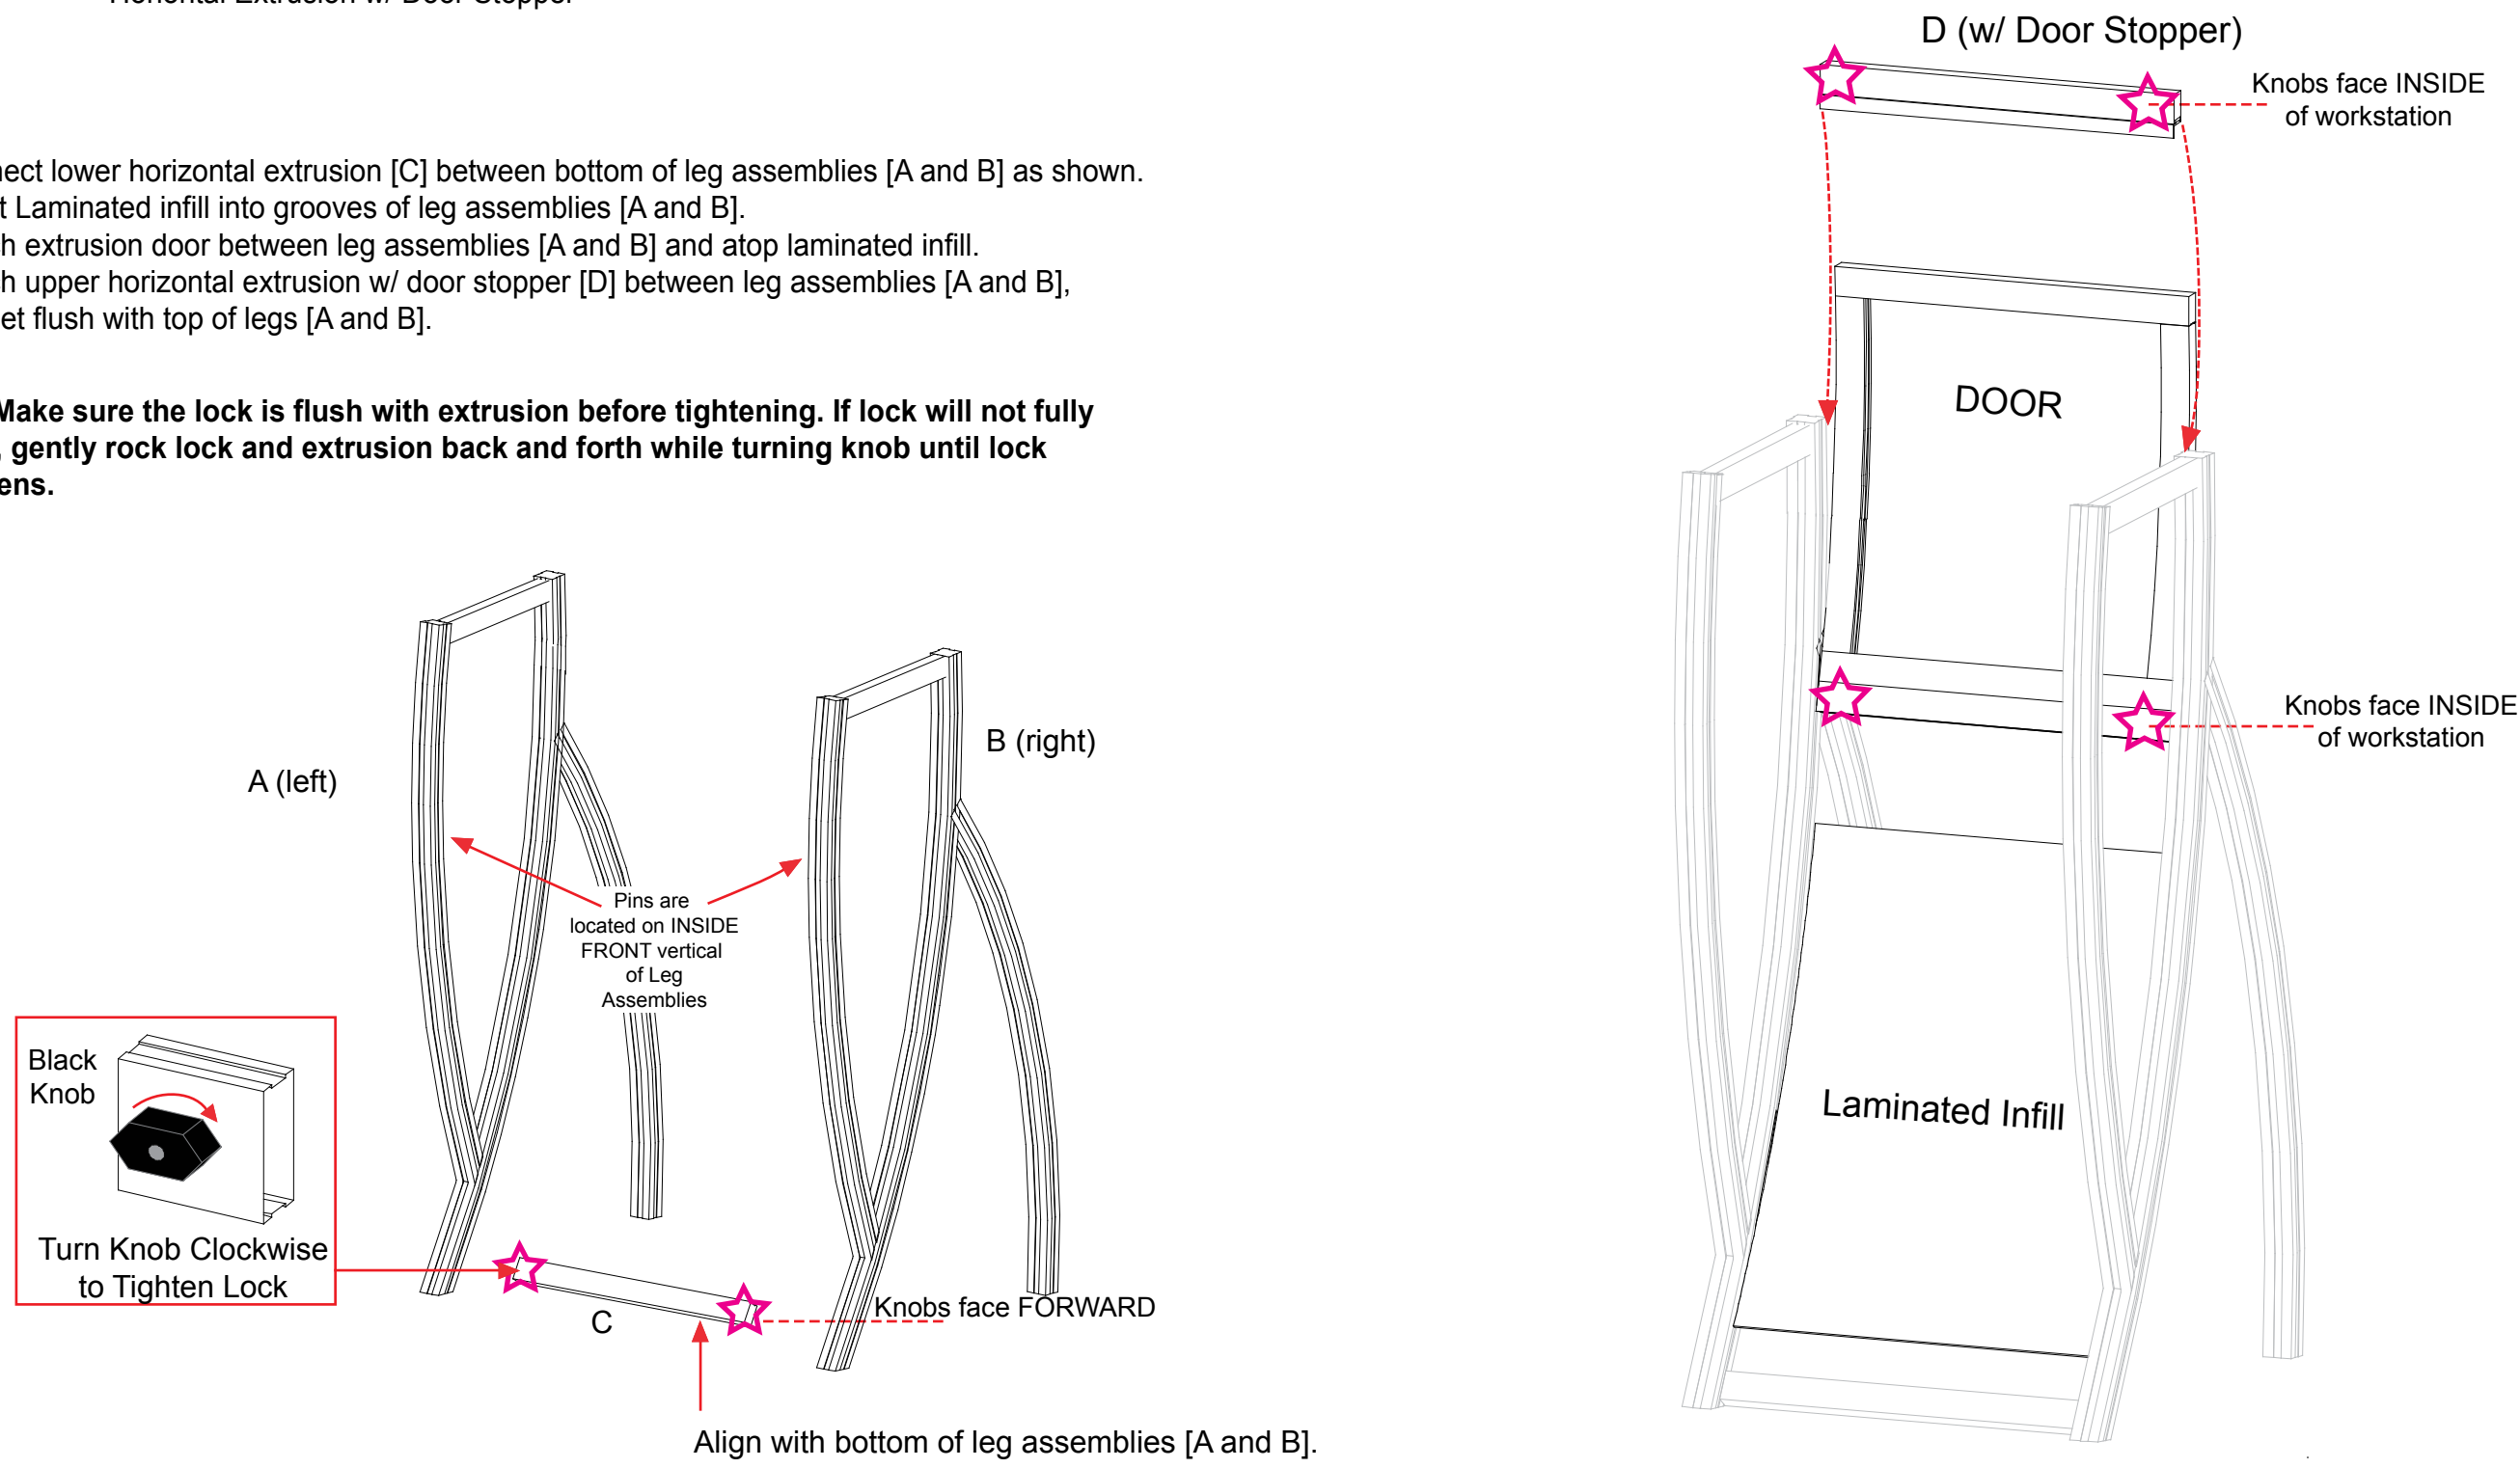 Horiontal Extrusion w/ Door Stopper
nect lower horizontal extrusion [C] between bottom of leg assemblies [A and B] as shown.
t Laminated infill into grooves of leg assemblies [A and B].
h extrusion door between leg assemblies [A and B] and atop laminated infill.
h upper horizontal extrusion w/ door stopper [D] between leg assemblies [A and B],
et flush with top of legs [A and B].
Make sure the lock is flush with extrusion before tightening. If lock will not fully
, gently rock lock and extrusion back and forth while turning knob until lock
ens.
A (left)
B (right)
Pins are
located on INSIDE
FRONT vertical
of Leg
Assemblies
Black
Knob
Turn Knob Clockwise
to Tighten Lock
C
Knobs face FORWARD
Align with bottom of leg assemblies [A and B].
D (w/ Door Stopper)
Knobs face INSIDE
of workstation
DOOR
Knobs face INSIDE
of workstation
Laminated Infill